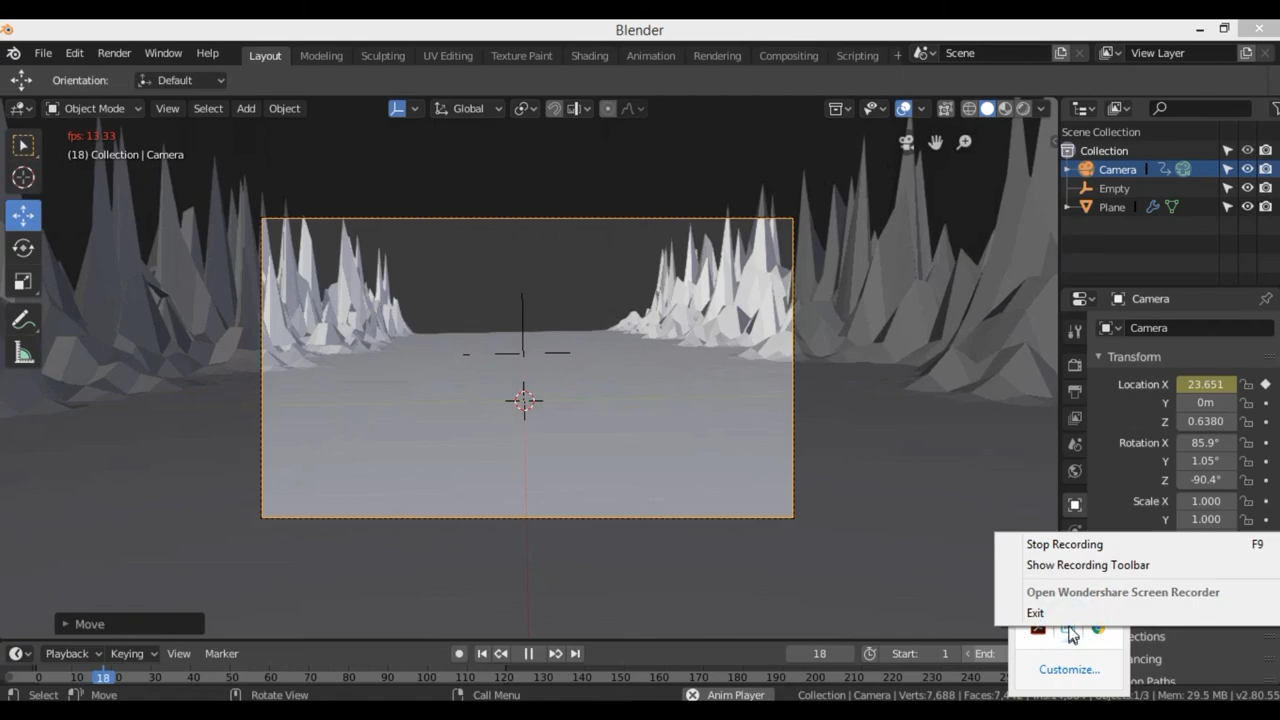 Blender
File Edit Render Window Help
Layout Modeling Sculpting UV Editing Texture Paint Shading Animation Rendering Compositing Scripting + Scene View Layer
Orientation: Default
Object Mode View Select Add Object Global
fps: 13.33
(18) Collection | Camera
Scene Collection
Collection
Camera
Empty
Plane
Camera
Camera
Transform
Location X 23.651
Y 0m
Z 0.6380
Rotation X 85.9°
Y 1.05°
Z -90.4°
Scale X 1.000
Y 1.000
Stop Recording F9
Show Recording Toolbar
Open Wondershare Screen Recorder
Exit
Customize...
Move
Playback Keying View Marker 18 Start: 1 End:
0 10 18 20 30 40 50 60 70 80 90 100 110 120 130 140 150 160 170 180 190 200 210 220 230 240
Select Move Rotate View Call Menu Anim Player Collection | Camera | Verts:7,688 | Mem: 29.5 MB | v2.80.55